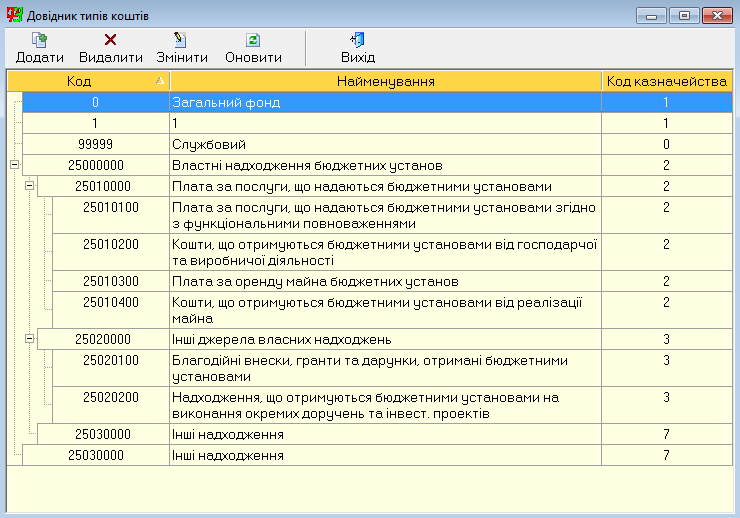 Довідник типів коштів
Додати Видалити Змінити Оновити Вихід
Код Найменування Код казначейства
0 Загальний фонд 1
1 1 1
99999 Службовий 0
25000000 Властні надходження бюджетних установ 2
25010000 Плата за послуги, що надаються бюджетними установами 2
25010100 Плата за послуги, що надаються бюджетними установами згідно 2
з функціональними повноваженнями
25010200 Кошти, що отримуються бюджетними установами від господарчої 2
та виробничої діяльності
25010300 Плата за оренду майна бюджетних установ 2
25010400 Кошти, що отримуються бюджетними установами від реалізації 2
майна
25020000 Інші джерела власних надходжень 3
25020100 Благодійні внески, гранти та дарунки, отримані бюджетними 3
установами
25020200 Надходження, що отримуються бюджетними установами на 3
виконання окремих доручень та інвест. проектів
25030000 Інші надходження 7
25030000 Інші надходження 7